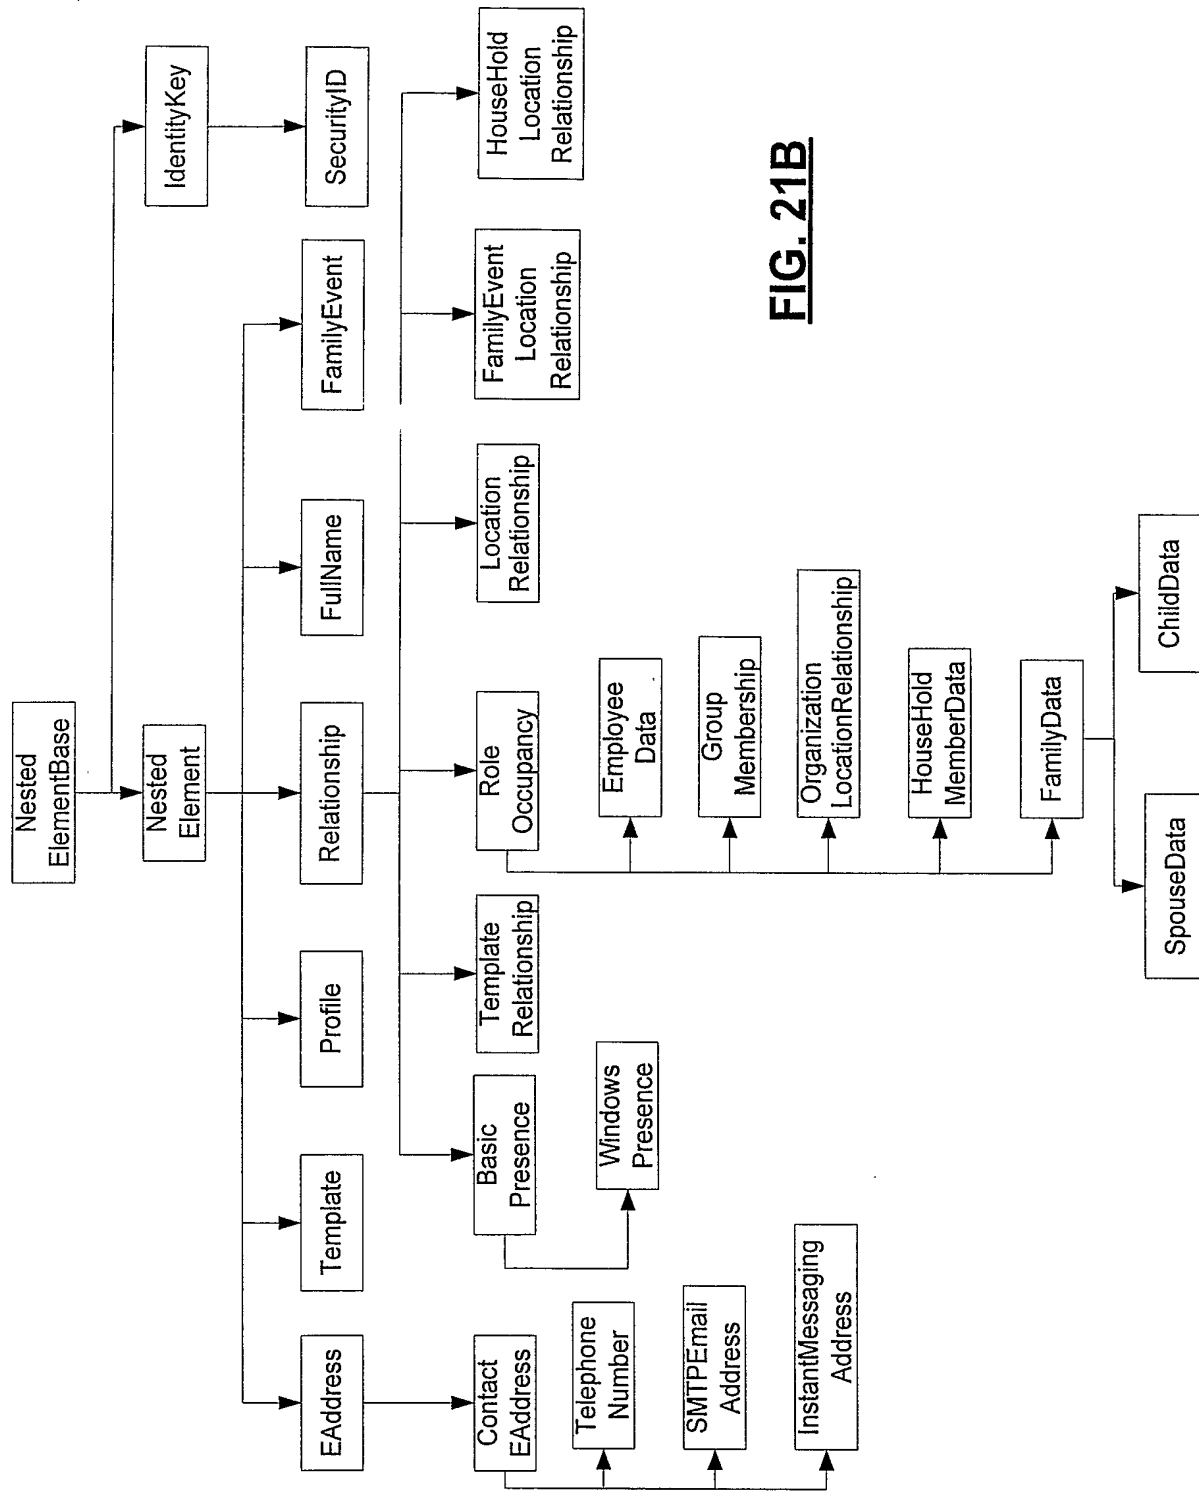 Nested
ElementBase
Nested
Element
IdentityKey
EAddress
Template
Profile
Relationship
FullName
FamilyEvent
SecurityID
Contact
EAddress
Basic
Presence
Template
Relationship
Role
Occupancy
Location
Relationship
FamilyEvent
Location
Relationship
HouseHold
Location
Relationship
Telephone
Number
Windows
Presence
Employee
Data
SMTPEmail
Address
Group
Membership
InstantMessaging
Address
Organization
LocationRelationship
HouseHold
MemberData
FamilyData
SpouseData
ChildData
FIG. 21B